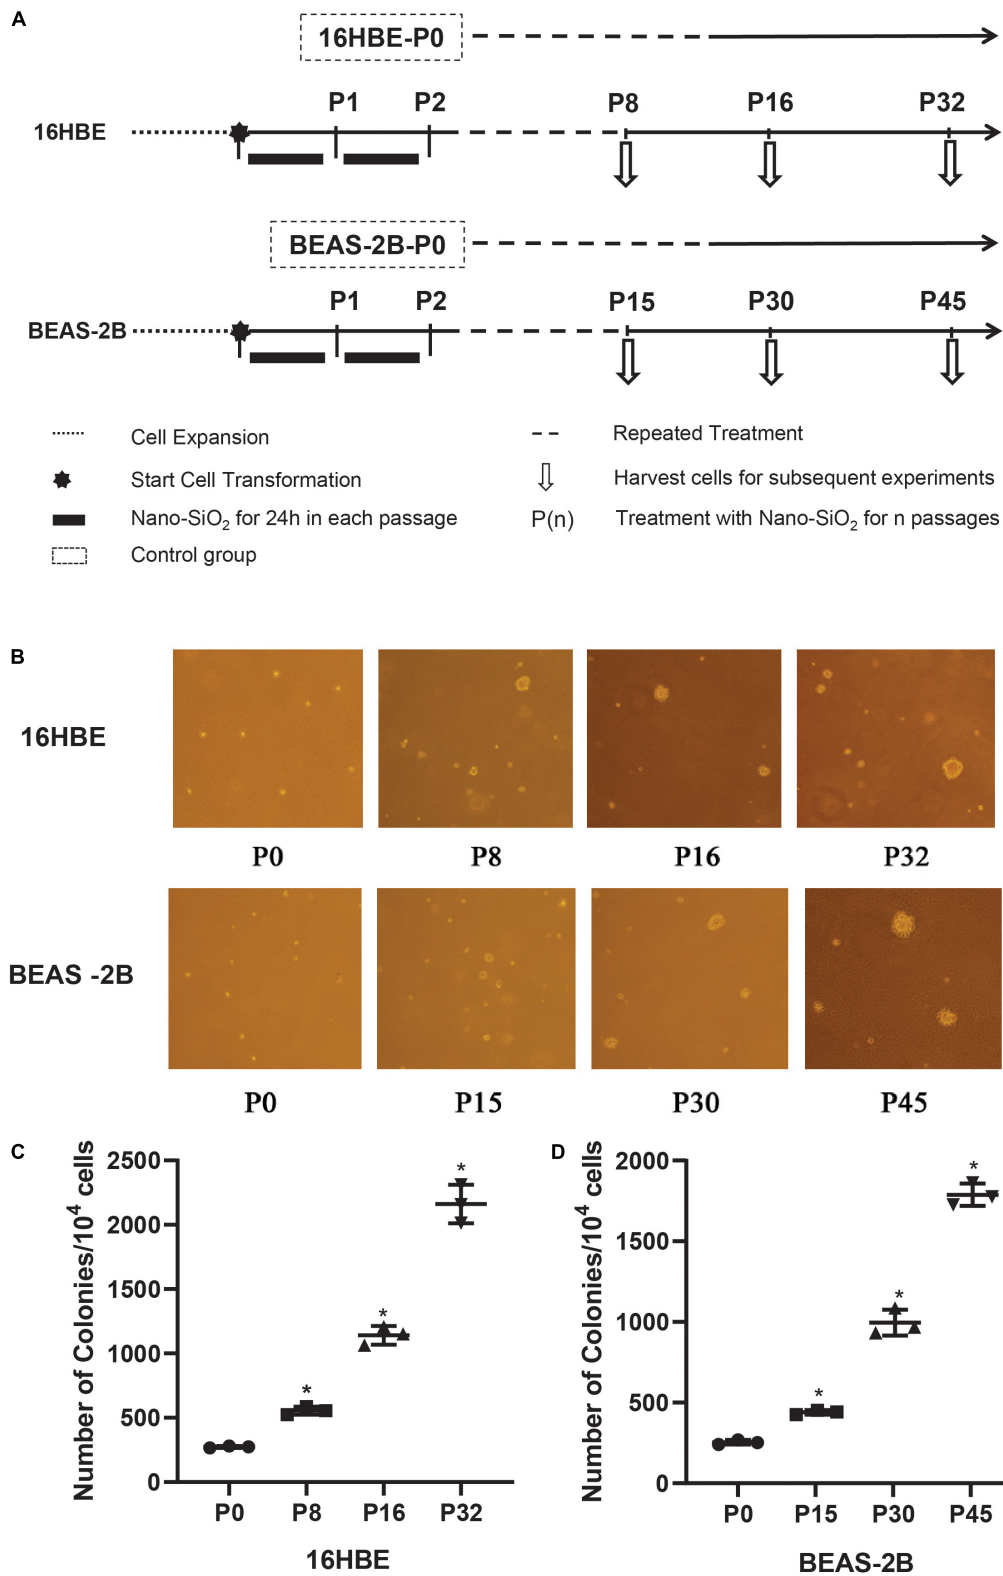 A
16HBE-P0
P1 P2 P8 P16 P32
16HBE
BEAS-2B-P0
P1 P2 P15 P30 P45
BEAS-2B
Cell Expansion
Repeated Treatment
Start Cell Transformation
Harvest cells for subsequent experiments
Nano-SiO₂ for 24h in each passage
P(n) Treatment with Nano-SiO₂ for n passages
Control group
B
16HBE
P0 P8 P16 P32
BEAS -2B
P0 P15 P30 P45
C
Number of Colonies/10⁴ cells
2500
2000
1500
1000
500
0
* * *
P0 P8 P16 P32
16HBE
D
Number of Colonies/10⁴ cells
2000
1500
1000
500
0
* * *
P0 P15 P30 P45
BEAS-2B